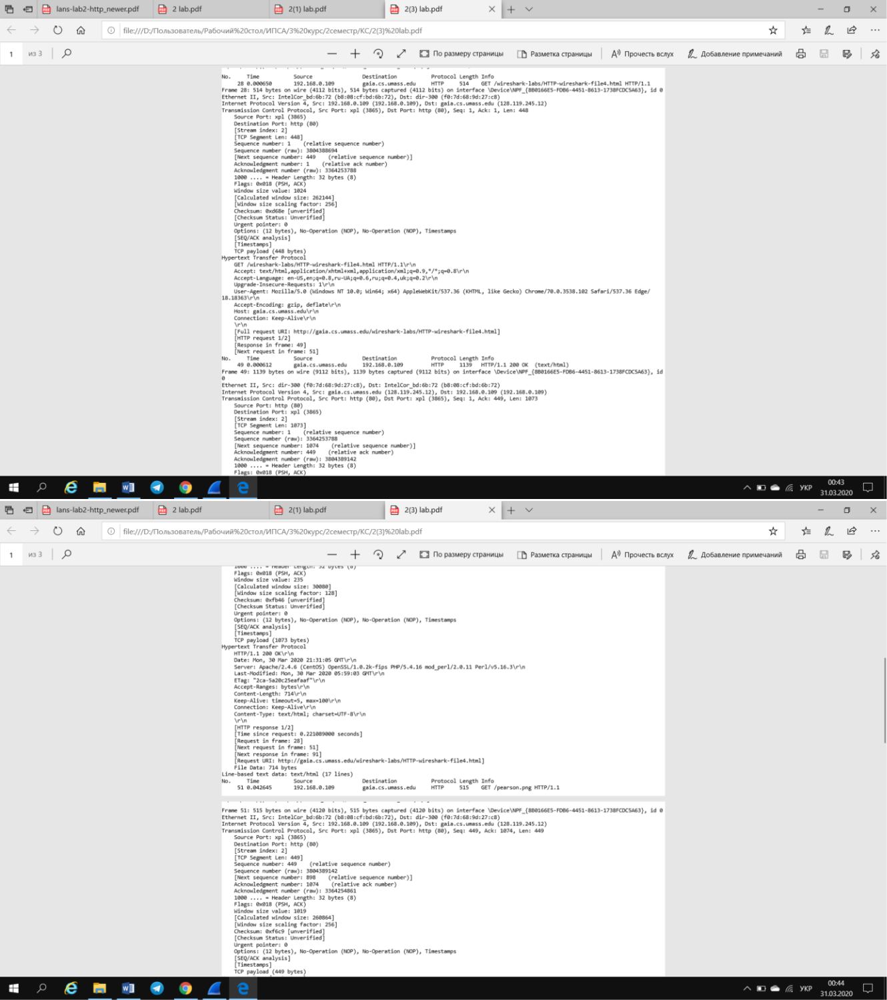 lans-lab2-http_newer.pdf 2 lab.pdf 2(1) lab.pdf 2(3) lab.pdf
file:///D:/Пользователь/Рабочий%20стол/ИПСА/3%20курс/2семестр/КС/2(3)%20lab.pdf
1 из 3 По размеру страницы Разметка страницы Прочесть вслух Добавление примечаний
No. Time Source Destination Protocol Length Info
28 0.000650 192.168.0.109 gaia.cs.umass.edu HTTP 514 GET /wireshark-labs/HTTP-wireshark-file4.html HTTP/1.1
Frame 28: 514 bytes on wire (4112 bits), 514 bytes captured (4112 bits) on interface \Device\NPF_{8B0166E5-FDB6-4451-8613-1738FCDC5A63}, id 0
Ethernet II, Src: IntelCor_bd:6b:72 (b8:08:cf:bd:6b:72), Dst: dir-300 (f0:7d:68:9d:27:c8)
Internet Protocol Version 4, Src: 192.168.0.109 (192.168.0.109), Dst: gaia.cs.umass.edu (128.119.245.12)
Transmission Control Protocol, Src Port: xpl (3865), Dst Port: http (80), Seq: 1, Ack: 1, Len: 448
Source Port: xpl (3865)
Destination Port: http (80)
[Stream index: 2]
[TCP Segment Len: 448]
Sequence number: 1 (relative sequence number)
Sequence number (raw): 3804388694
[Next sequence number: 449 (relative sequence number)]
Acknowledgment number: 1 (relative ack number)
Acknowledgment number (raw): 3364253788
1000 .... = Header Length: 32 bytes (8)
Flags: 0x018 (PSH, ACK)
Window size value: 1024
[Calculated window size: 262144]
[Window size scaling factor: 256]
Checksum: 0xd68e [unverified]
[Checksum Status: Unverified]
Urgent pointer: 0
Options: (12 bytes), No-Operation (NOP), No-Operation (NOP), Timestamps
[SEQ/ACK analysis]
[Timestamps]
TCP payload (448 bytes)
Hypertext Transfer Protocol
GET /wireshark-labs/HTTP-wireshark-file4.html HTTP/1.1\r\n
Accept: text/html,application/xhtml+xml,application/xml;q=0.9,*/*;q=0.8\r\n
Accept-Language: en-US,en;q=0.8,ru-UA;q=0.6,ru;q=0.4,uk;q=0.2\r\n
Upgrade-Insecure-Requests: 1\r\n
User-Agent: Mozilla/5.0 (Windows NT 10.0; Win64; x64) AppleWebKit/537.36 (KHTML, like Gecko) Chrome/70.0.3538.102 Safari/537.36 Edge/
18.18363\r\n
Accept-Encoding: gzip, deflate\r\n
Host: gaia.cs.umass.edu\r\n
Connection: Keep-Alive\r\n
\r\n
[Full request URI: http://gaia.cs.umass.edu/wireshark-labs/HTTP-wireshark-file4.html]
[HTTP request 1/2]
[Response in frame: 49]
[Next request in frame: 51]
No. Time Source Destination Protocol Length Info
49 0.000612 gaia.cs.umass.edu 192.168.0.109 HTTP 1139 HTTP/1.1 200 OK (text/html)
Frame 49: 1139 bytes on wire (9112 bits), 1139 bytes captured (9112 bits) on interface \Device\NPF_{8B0166E5-FDB6-4451-8613-1738FCDC5A63}, id
0
Ethernet II, Src: dir-300 (f0:7d:68:9d:27:c8), Dst: IntelCor_bd:6b:72 (b8:08:cf:bd:6b:72)
Internet Protocol Version 4, Src: gaia.cs.umass.edu (128.119.245.12), Dst: 192.168.0.109 (192.168.0.109)
Transmission Control Protocol, Src Port: http (80), Dst Port: xpl (3865), Seq: 1, Ack: 449, Len: 1073
Source Port: http (80)
Destination Port: xpl (3865)
[Stream index: 2]
[TCP Segment Len: 1073]
Sequence number: 1 (relative sequence number)
Sequence number (raw): 3364253788
[Next sequence number: 1074 (relative sequence number)]
Acknowledgment number: 449 (relative ack number)
Acknowledgment number (raw): 3804389142
1000 .... = Header Length: 32 bytes (8)
Flags: 0x018 (PSH, ACK)
УКР 00:43
31.03.2020
lans-lab2-http_newer.pdf 2 lab.pdf 2(1) lab.pdf 2(3) lab.pdf
file:///D:/Пользователь/Рабочий%20стол/ИПСА/3%20курс/2семестр/КС/2(3)%20lab.pdf
1 из 3 По размеру страницы Разметка страницы Прочесть вслух Добавление примечаний
1000 .... = Header Length: 32 bytes (8)
Flags: 0x018 (PSH, ACK)
Window size value: 235
[Calculated window size: 30080]
[Window size scaling factor: 128]
Checksum: 0xfb46 [unverified]
[Checksum Status: Unverified]
Urgent pointer: 0
Options: (12 bytes), No-Operation (NOP), No-Operation (NOP), Timestamps
[SEQ/ACK analysis]
[Timestamps]
TCP payload (1073 bytes)
Hypertext Transfer Protocol
HTTP/1.1 200 OK\r\n
Date: Mon, 30 Mar 2020 21:31:05 GMT\r\n
Server: Apache/2.4.6 (CentOS) OpenSSL/1.0.2k-fips PHP/5.4.16 mod_perl/2.0.11 Perl/v5.16.3\r\n
Last-Modified: Mon, 30 Mar 2020 05:59:03 GMT\r\n
ETag: "2ca-5a20c25eafaaf"\r\n
Accept-Ranges: bytes\r\n
Content-Length: 714\r\n
Keep-Alive: timeout=5, max=100\r\n
Connection: Keep-Alive\r\n
Content-Type: text/html; charset=UTF-8\r\n
\r\n
[HTTP response 1/2]
[Time since request: 0.221089000 seconds]
[Request in frame: 28]
[Next request in frame: 51]
[Next response in frame: 91]
[Request URI: http://gaia.cs.umass.edu/wireshark-labs/HTTP-wireshark-file4.html]
File Data: 714 bytes
Line-based text data: text/html (17 lines)
No. Time Source Destination Protocol Length Info
51 0.042645 192.168.0.109 gaia.cs.umass.edu HTTP 515 GET /pearson.png HTTP/1.1
Frame 51: 515 bytes on wire (4120 bits), 515 bytes captured (4120 bits) on interface \Device\NPF_{8B0166E5-FDB6-4451-8613-1738FCDC5A63}, id 0
Ethernet II, Src: IntelCor_bd:6b:72 (b8:08:cf:bd:6b:72), Dst: dir-300 (f0:7d:68:9d:27:c8)
Internet Protocol Version 4, Src: 192.168.0.109 (192.168.0.109), Dst: gaia.cs.umass.edu (128.119.245.12)
Transmission Control Protocol, Src Port: xpl (3865), Dst Port: http (80), Seq: 449, Ack: 1074, Len: 449
Source Port: xpl (3865)
Destination Port: http (80)
[Stream index: 2]
[TCP Segment Len: 449]
Sequence number: 449 (relative sequence number)
Sequence number (raw): 3804389142
[Next sequence number: 898 (relative sequence number)]
Acknowledgment number: 1074 (relative ack number)
Acknowledgment number (raw): 3364254861
1000 .... = Header Length: 32 bytes (8)
Flags: 0x018 (PSH, ACK)
Window size value: 1019
[Calculated window size: 260864]
[Window size scaling factor: 256]
Checksum: 0xf6c9 [unverified]
[Checksum Status: Unverified]
Urgent pointer: 0
Options: (12 bytes), No-Operation (NOP), No-Operation (NOP), Timestamps
[SEQ/ACK analysis]
[Timestamps]
TCP payload (449 bytes)
УКР 00:44
31.03.2020